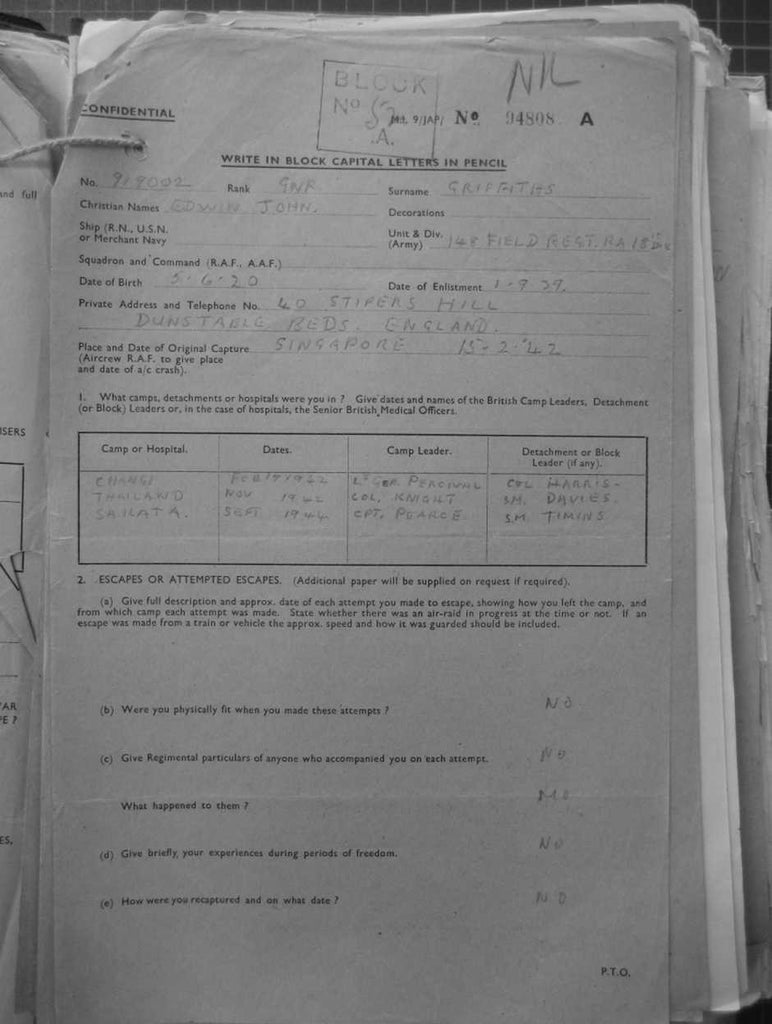 BLOCK
No 57
.A.
NIL
CONFIDENTIAL
M.I. 9/JAP/ No 94808 A
WRITE IN BLOCK CAPITAL LETTERS IN PENCIL
and full
No. 919002 Rank GNR Surname GRIFFITHS
Christian Names EDWIN JOHN. Decorations
Ship (R.N., U.S.N.
or Merchant Navy
Unit & Div.
(Army) 148 FIELD REGT. RA 18th DIV
Squadron and Command (R.A.F., A.A.F.)
Date of Birth 5-6-20 Date of Enlistment 1-9-39.
Private Address and Telephone No. 40 STIPERS HILL
DUNSTABLE BEDS. ENGLAND.
Place and Date of Original Capture SINGAPORE 15-2-42
(Aircrew R.A.F. to give place
and date of a/c crash).
1. What camps, detachments or hospitals were you in ? Give dates and names of the British Camp Leaders, Detachment
(or Block) Leaders or, in the case of hospitals, the Senior British Medical Officers.
Camp or Hospital. Dates. Camp Leader. Detachment or Block
Leader (if any).
CHANGI FEB 1942 LT GER. PERCIVAL COL HARRIS-
THAILAND NOV 1942 COL. KNIGHT S.M. DAVIES.
SAKATA. SEPT 1944 CPT. PEARCE S.M. TIMINS
2. ESCAPES OR ATTEMPTED ESCAPES. (Additional paper will be supplied on request if required).
(a) Give full description and approx. date of each attempt you made to escape, showing how you left the camp, and
from which camp each attempt was made. State whether there was an air-raid in progress at the time or not. If an
escape was made from a train or vehicle the approx. speed and how it was guarded should be included.
(b) Were you physically fit when you made these attempts ? NO
(c) Give Regimental particulars of anyone who accompanied you on each attempt. NO
What happened to them ? NO
(d) Give briefly, your experiences during periods of freedom. NO
(e) How were you recaptured and on what date ? NO
P.T.O.